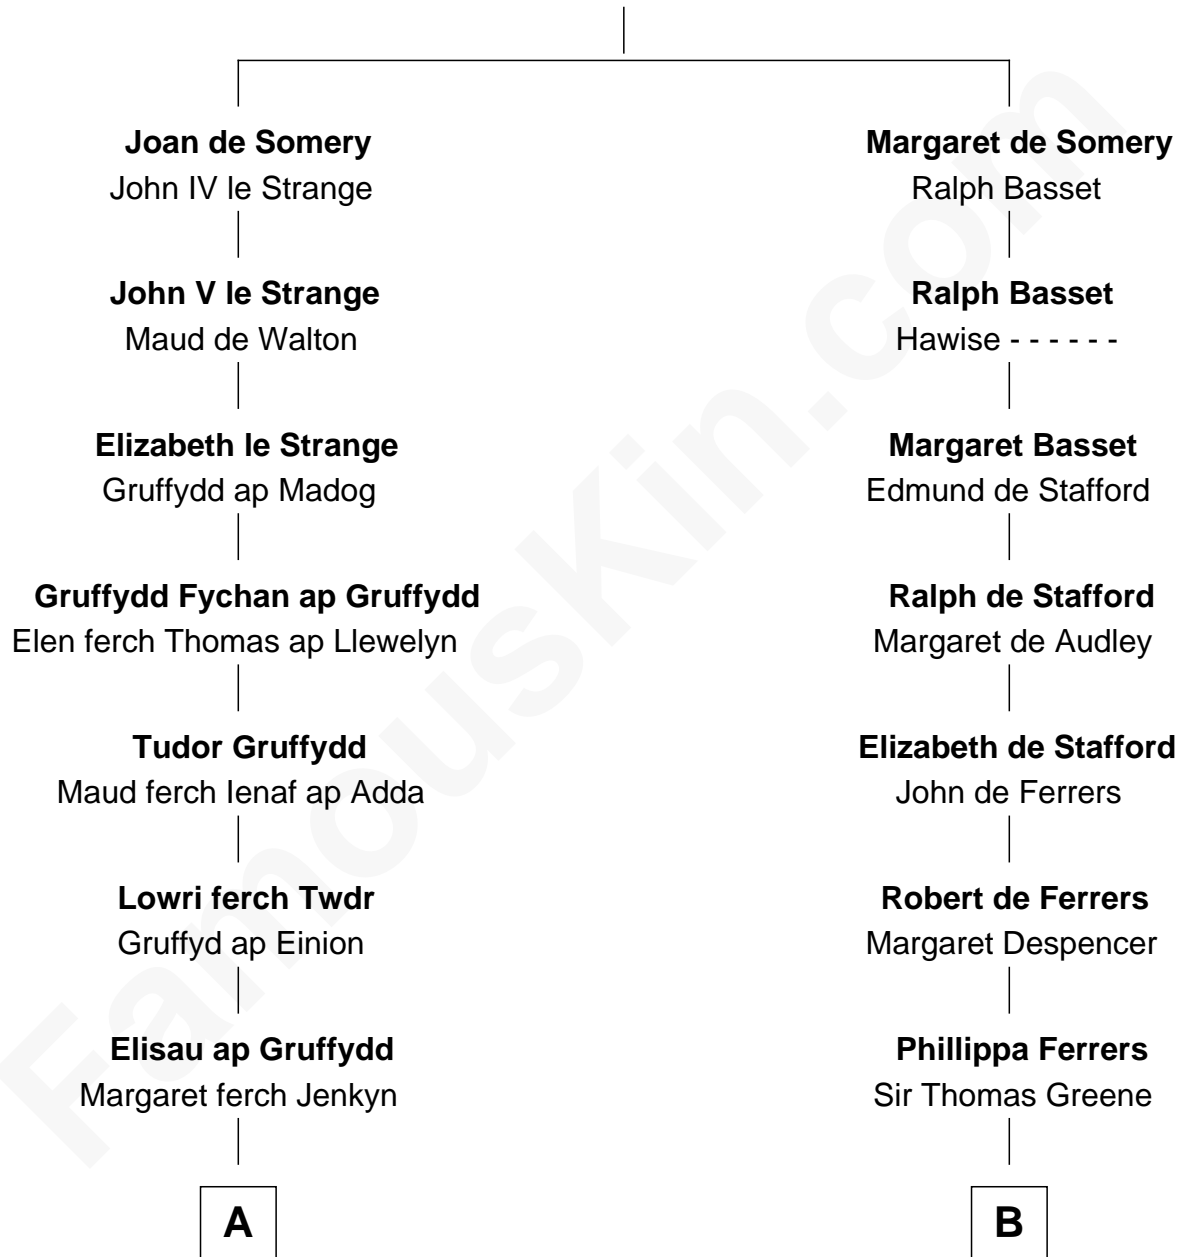 Joan de Somery
John IV le Strange
John V le Strange
Maud de Walton
Elizabeth le Strange
Gruffydd ap Madog
Gruffydd Fychan ap Gruffydd
Elen ferch Thomas ap Llewelyn
Tudor Gruffydd
Maud ferch Ienaf ap Adda
Lowri ferch Twdr
Gruffyd ap Einion
Elisau ap Gruffydd
Margaret ferch Jenkyn
A
Margaret de Somery
Ralph Basset
Ralph Basset
Hawise - - - - - -
Margaret Basset
Edmund de Stafford
Ralph de Stafford
Margaret de Audley
Elizabeth de Stafford
John de Ferrers
Robert de Ferrers
Margaret Despencer
Phillippa Ferrers
Sir Thomas Greene
B
FamousKin.com